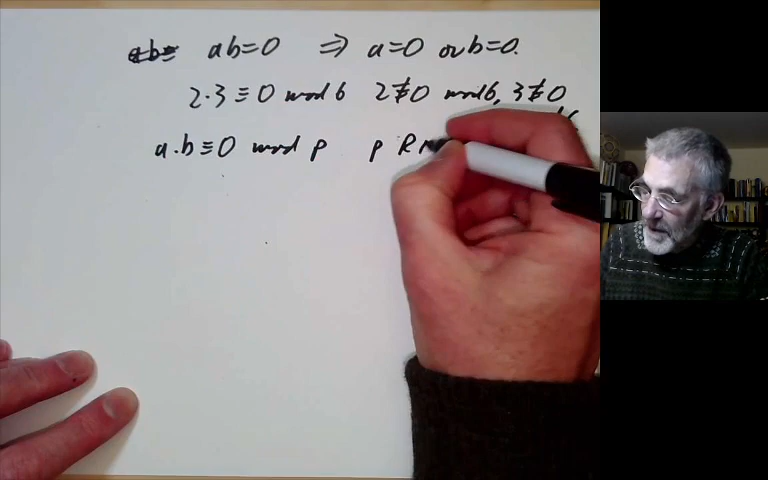 ab=0 ⇒ a=0 or b=0.
2·3≡0 mod 6 2≢0 mod 6, 3≢0
a.b≡0 mod p p